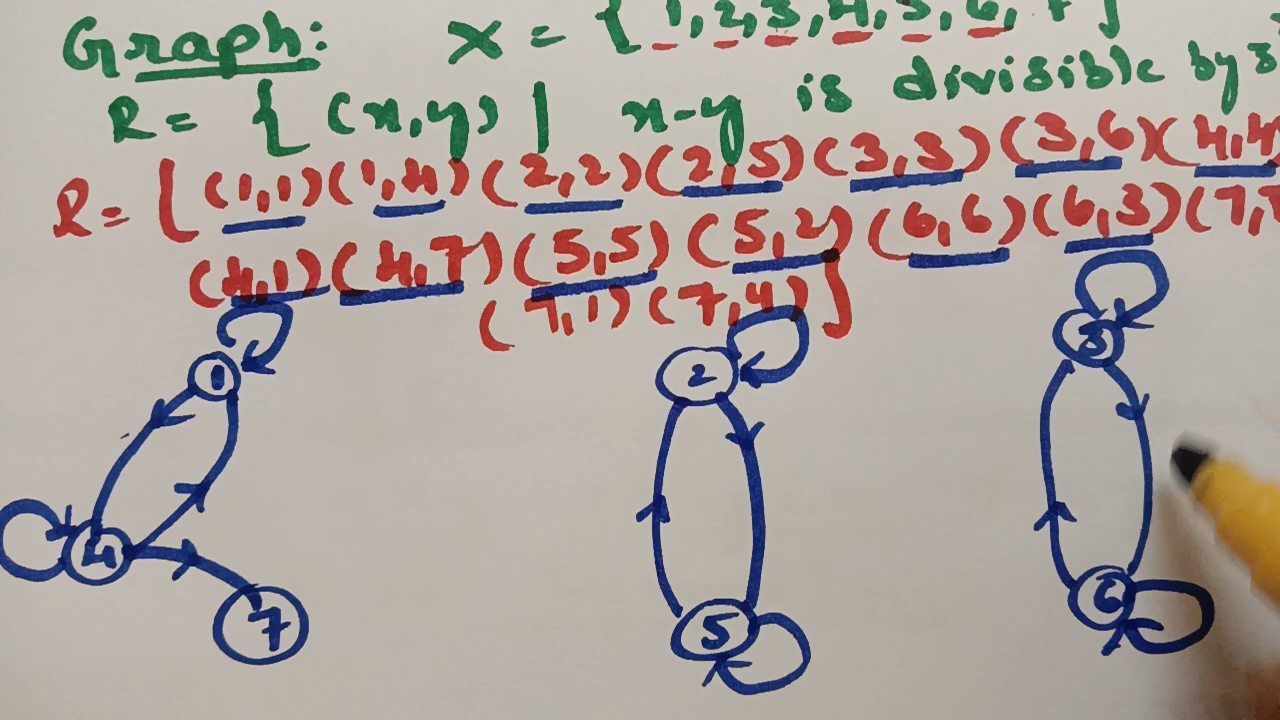 Graph: X = { 1,2,3,4,5,6,7 }
R = { (x,y) | x-y is divisible by 3
R = { (1,1)(1,4)(2,2)(2,5)(3,3)(3,6)(4,4
(4,1)(4,7)(5,5)(5,2)(6,6)(6,3)(7,7
(7,1)(7,4) }
1 2 3
4
7 5 6